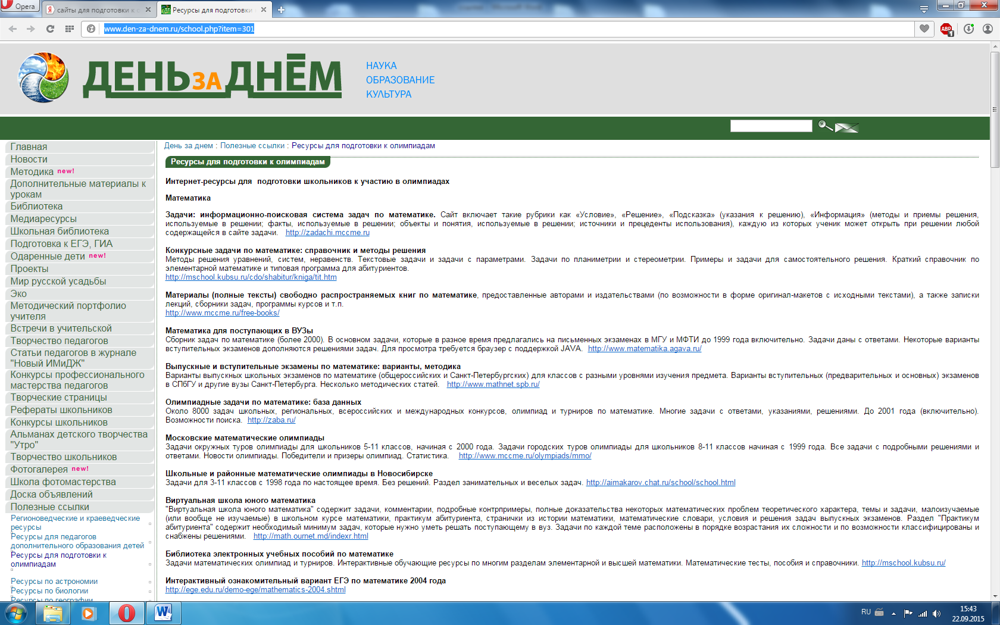 Opera
сайты для подготовки к о
Ресурсы для подготовки
www.den-za-dnem.ru/school.php?item=301
ABP
1
ДЕНЬ ЗА ДНЁМ
НАУКА
ОБРАЗОВАНИЕ
КУЛЬТУРА
Главная
Новости
Методика new!
Дополнительные материалы к
урокам
Библиотека
Медиаресурсы
Школьная библиотека
Подготовка к ЕГЭ, ГИА
Одаренные дети new!
Проекты
Мир русской усадьбы
Эко
Методический портфолио
учителя
Встречи в учительской
Творчество педагогов
Статьи педагогов в журнале
"Новый ИМиДЖ"
Конкурсы профессионального
мастерства педагогов
Творческие страницы
Рефераты школьников
Конкурсы школьников
Альманах детского творчества
"Утро"
Творчество школьников
Фотогалерея new!
Школа фотомастерства
Доска объявлений
Полезные ссылки
Регионоведческие и краеведческие
ресурсы
Ресурсы для педагогов
дополнительного образования детей
Ресурсы для подготовки к
олимпиадам
Ресурсы по астрономии
Ресурсы по биологии
Ресурсы по географии
День за днем : Полезные ссылки : Ресурсы для подготовки к олимпиадам
Ресурсы для подготовки к олимпиадам
Интернет-ресурсы для подготовки школьников к участию в олимпиадах
Математика
Задачи: информационно-поисковая система задач по математике. Сайт включает такие рубрики как «Условие», «Решение», «Подсказка» (указания к решению), «Информация» (методы и приемы решения,
используемые в решении; факты, используемые в решении; объекты и понятия, используемые в решении; источники и прецеденты использования), каждую из которых ученик может открыть при решении любой
содержащейся в сайте задачи. http://zadachi.mccme.ru
Конкурсные задачи по математике: справочник и методы решения
Методы решения уравнений, систем, неравенств. Текстовые задачи и задачи с параметрами. Задачи по планиметрии и стереометрии. Примеры и задачи для самостоятельного решения. Краткий справочник по
элементарной математике и типовая программа для абитуриентов.
http://mschool.kubsu.ru/cdo/shabitur/kniga/tit.htm
Материалы (полные тексты) свободно распространяемых книг по математике, предоставленные авторами и издательствами (по возможности в форме оригинал-макетов с исходными текстами), а также записки
лекций, сборники задач, программы курсов и т.п.
http://www.mccme.ru/free-books/
Математика для поступающих в ВУЗы
Сборник задач по математике (более 2000). В основном задачи, которые в разное время предлагались на письменных экзаменах в МГУ и МФТИ до 1999 года включительно. Задачи даны с ответами. Некоторые варианты
вступительных экзаменов дополняются решениями задач. Для просмотра требуется браузер с поддержкой JAVA. http://www.matematika.agava.ru/
Выпускные и вступительные экзамены по математике: варианты, методика
Варианты выпускных школьных экзаменов по математике (общероссийских и Санкт-Петербургских) для классов с разными уровнями изучения предмета. Варианты вступительных (предварительных и основных) экзаменов
в СПбГУ и другие вузы Санкт-Петербурга. Несколько методических статей. http://www.mathnet.spb.ru/
Олимпиадные задачи по математике: база данных
Около 8000 задач школьных, региональных, всероссийских и международных конкурсов, олимпиад и турниров по математике. Многие задачи с ответами, указаниями, решениями. До 2001 года (включительно).
Возможности поиска. http://zaba.ru/
Московские математические олимпиады
Задачи окружных туров олимпиады для школьников 5-11 классов, начиная с 2000 года. Задачи городских туров олимпиады для школьников 8-11 классов начиная с 1999 года. Все задачи с подробными решениями и
ответами. Новости олимпиады. Победители и призеры олимпиад. Статистика. http://www.mccme.ru/olympiads/mmo/
Школьные и районные математические олимпиады в Новосибирске
Задачи для 3-11 классов с 1998 года по настоящее время. Без решений. Раздел занимательных и веселых задач. http://aimakarov.chat.ru/school/school.html
Виртуальная школа юного математика
"Виртуальная школа юного математика" содержит задачи, комментарии, подробные контрпримеры, полные доказательства некоторых математических проблем теоретического характера, темы и задачи, малоизучаемые
(или вообще не изучаемые) в школьном курсе математики, практикум абитуриента, странички из истории математики, математические словари, условия и решения задач выпускных экзаменов. Раздел "Практикум
абитуриента" содержит необходимый минимум задач, которые нужно уметь решать поступающему в вуз. Задачи по каждой теме расположены в порядке возрастания их сложности и по возможности классифицированы и
снабжены решениями. http://math.ournet.md/indexr.html
Библиотека электронных учебных пособий по математике
Задачи математических олимпиад и турниров. Интерактивные обучающие ресурсы по многим разделам элементарной и высшей математики. Математические тесты, пособия и справочники. http://mschool.kubsu.ru/
Интерактивный ознакомительный вариант ЕГЭ по математике 2004 года
http://ege.edu.ru/demo-ege/mathematics-2004.shtml
RU
15:43
22.09.2015